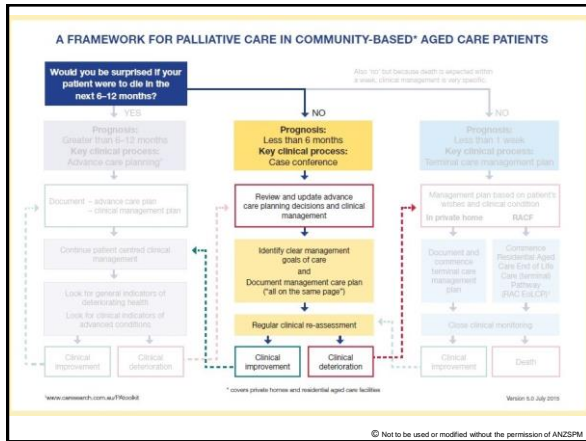 A FRAMEWORK FOR PALLIATIVE CARE IN COMMUNITY-BASED* AGED CARE PATIENTS
Would you be surprised if your
patient were to die in
the next 6–12 months?
Also 'no' but because death is expected within
a week, clinical management is very specific.
YES
NO
NO
Prognosis:
Greater than 6–12 months
Key clinical process:
Advance care planning¹
Document – advance care plan
– clinical management plan
Continue patient centred clinical
management
Look for general indicators of
deteriorating health
Look for clinical indicators of
advanced conditions
Clinical
improvement
Clinical
deterioration
Prognosis:
Less than 6 months
Key clinical process:
Case conference
Review and update advance
care planning decisions and clinical
management
Identify clear management
goals of care
and
Document management care plan
("all on the same page")
Regular clinical re-assessment
Clinical
improvement
Clinical
deterioration
Prognosis:
Less than 1 week
Key clinical process:
Terminal care management plan
Management plan based on patient's
wishes and clinical condition
In private home
RACF
Document and
commence
terminal care
management
plan
Commence
Residential Aged
Care End of Life
Care (terminal)
Pathway
(RAC EoLCP)¹
Close clinical monitoring
Clinical
improvement
Death
* covers private homes and residential aged care facilities
¹www.caresearch.com.au/PAtoolkit
July 2015
© Not to be used or modified without the permission of ANZSPM